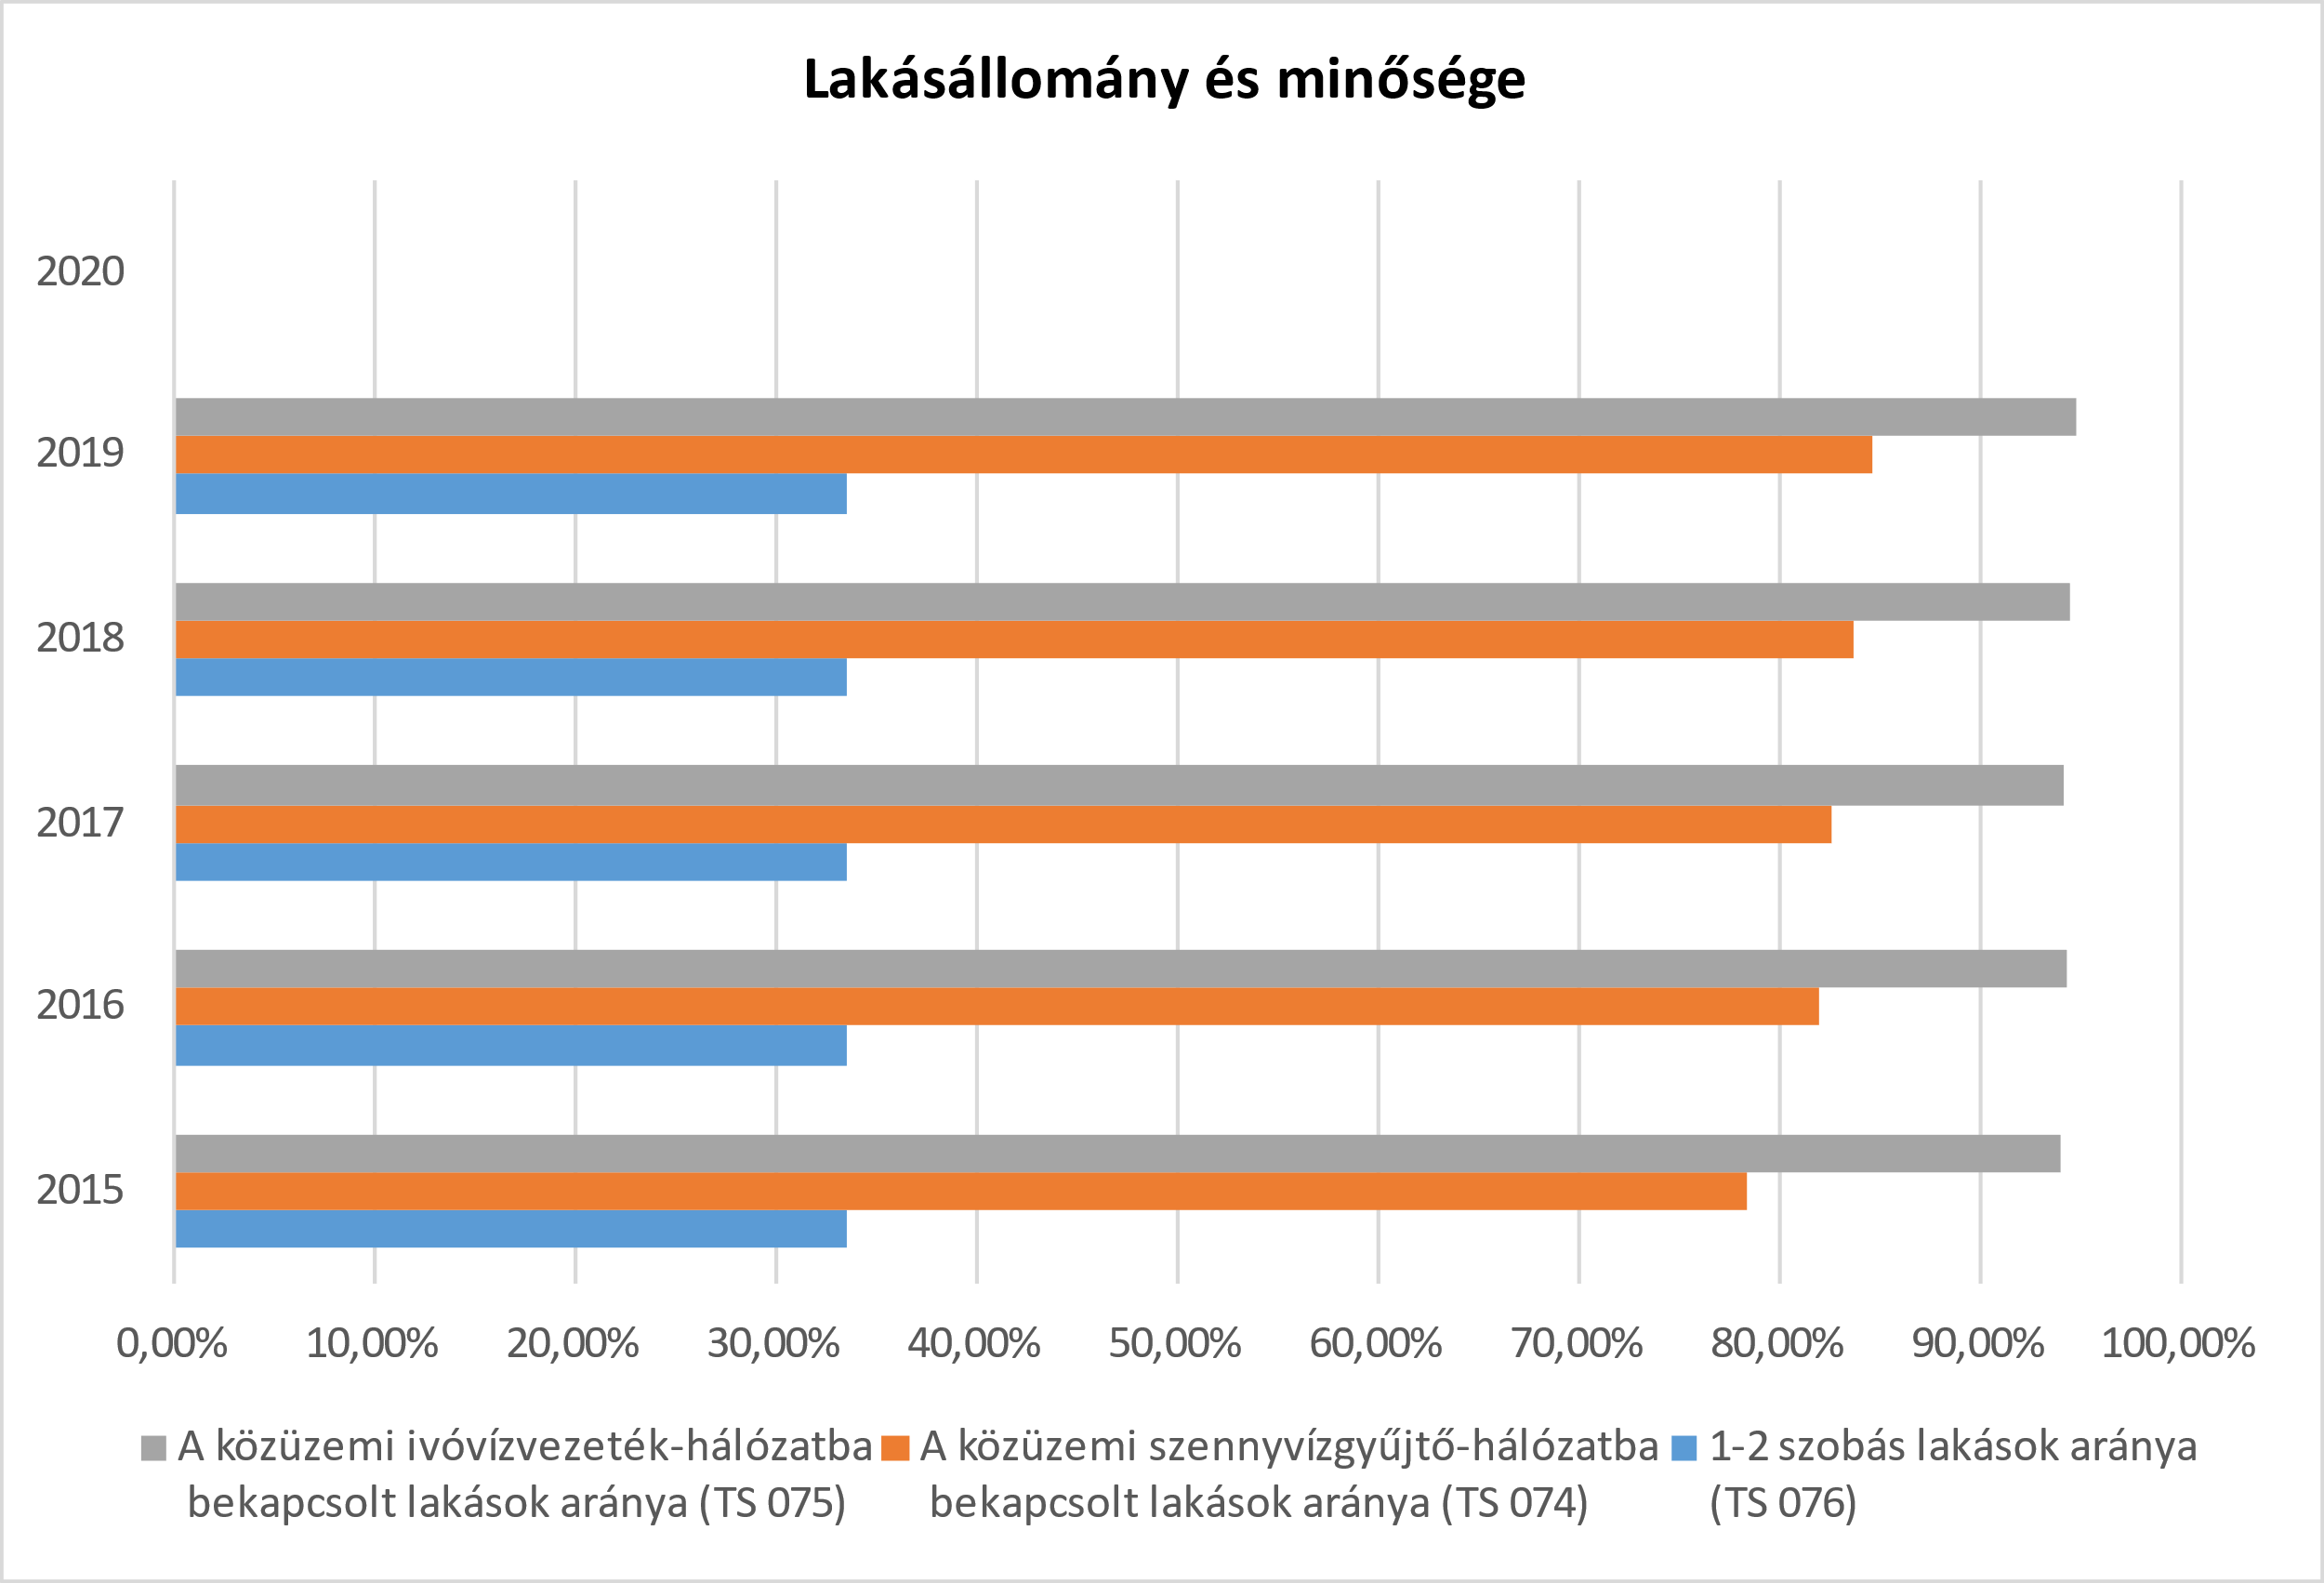 Lakásállomány és minősége
2020
2019
2018
2017
2016
2015
0,00% 10,00% 20,00% 30,00% 40,00% 50,00% 60,00% 70,00% 80,00% 90,00% 100,00%
A közüzemi ivóvízvezeték-hálózatba
bekapcsolt lakások aránya (TS 075)
A közüzemi szennyvízgyűjtő-hálózatba
bekapcsolt lakások aránya (TS 074)
1-2 szobás lakások aránya
(TS 076)